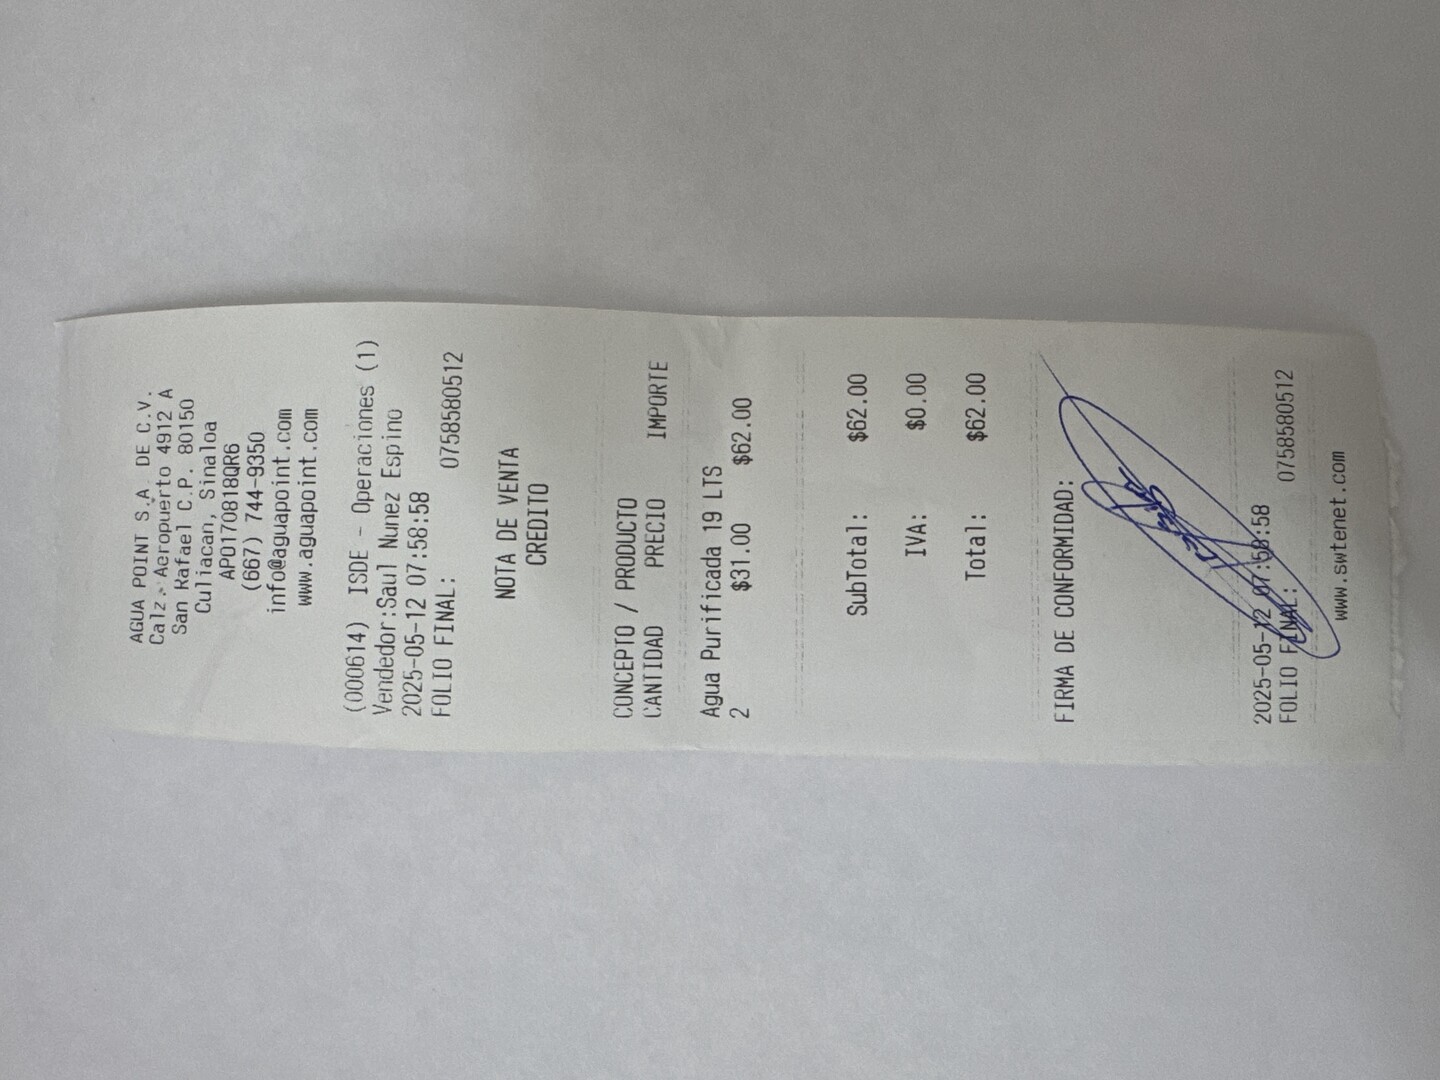 AGUA POINT S.A. DE C.V.
Calz. Aeropuerto 4912 A
San Rafael C.P. 80150
Culiacan, Sinaloa
APO170818QR6
(667) 744-9350
info@aguapoint.com
www.aguapoint.com
(000614) ISDE - Operaciones (1)
Vendedor:Saul Nunez Espino
2025-05-12 07:58:58
FOLIO FINAL: 0758580512
NOTA DE VENTA
CREDITO
CONCEPTO / PRODUCTO
CANTIDAD PRECIO IMPORTE
Agua Purificada 19 LTS
2 $31.00 $62.00
SubTotal: $62.00
IVA: $0.00
Total: $62.00
FIRMA DE CONFORMIDAD:
2025-05-12 07:58:58
FOLIO FINAL: 0758580512
www.swtenet.com